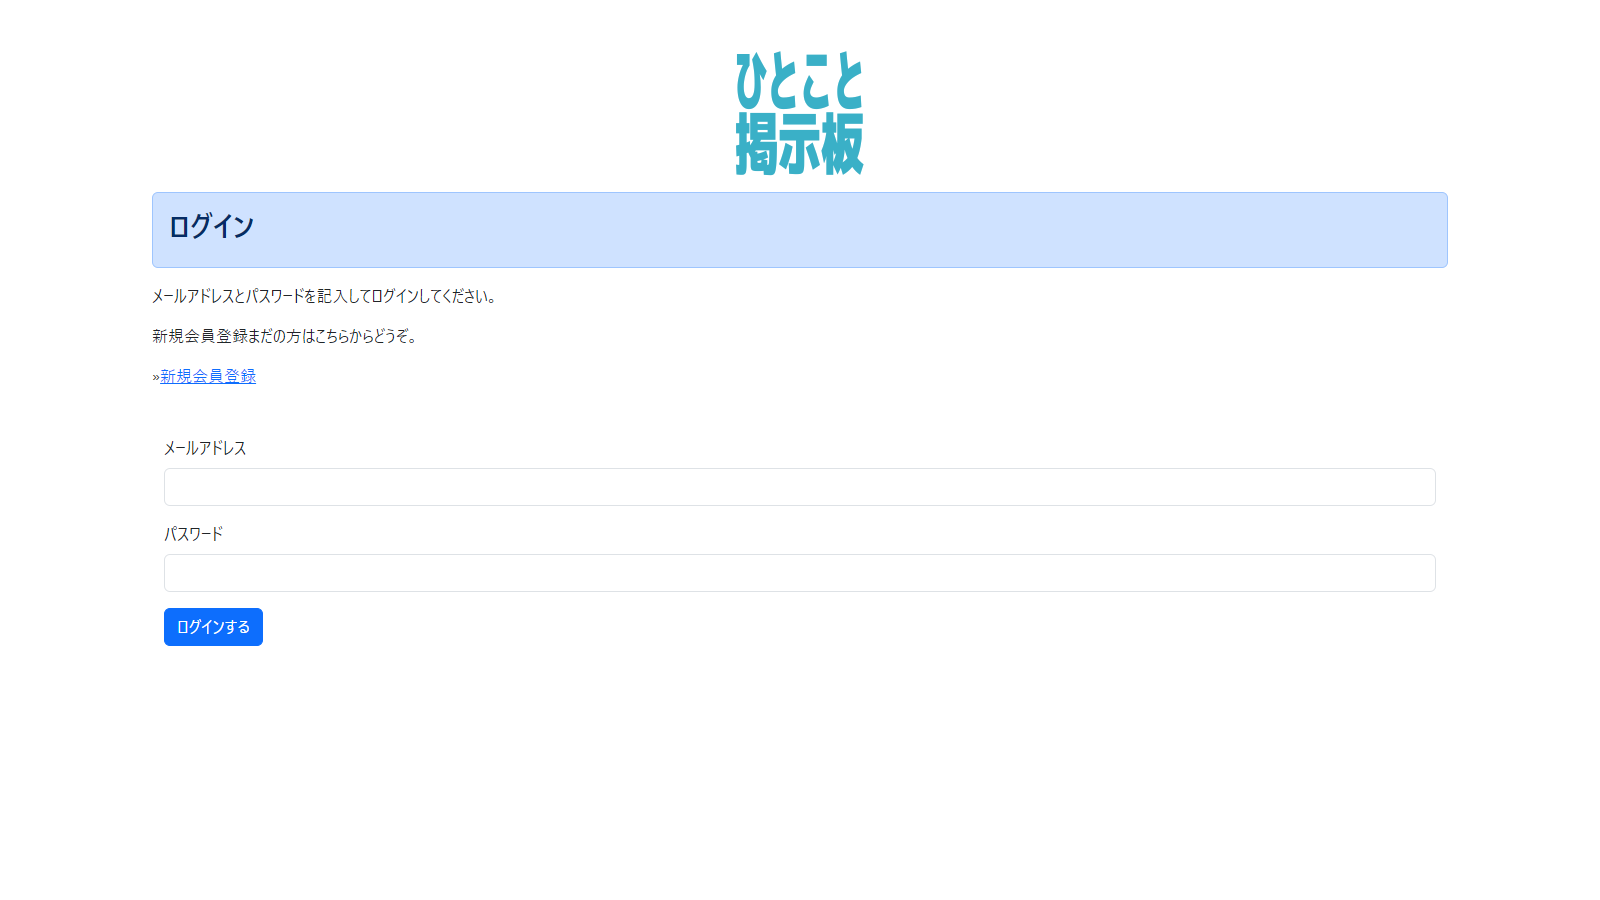 ひとこと
掲示板
ログイン
メールアドレスとパスワードを記入してログインしてください。
新規会員登録まだの方はこちらからどうぞ。
»新規会員登録
メールアドレス
パスワード
ログインする